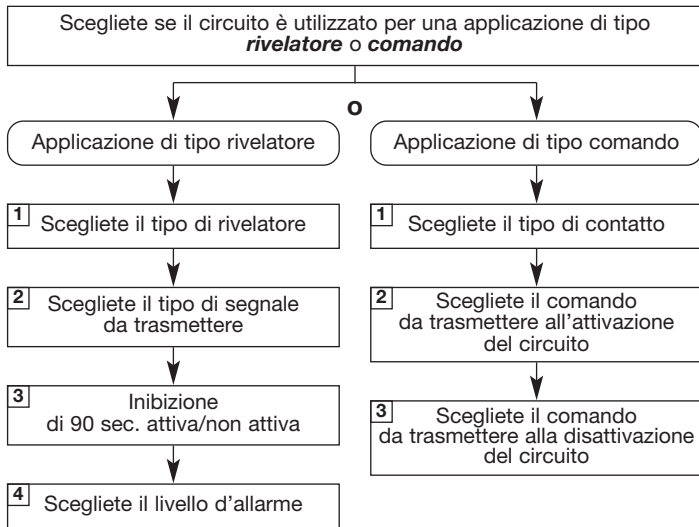 Scegliete se il circuito è utilizzato per una applicazione di tipo
rivelatore o comando
o
Applicazione di tipo rivelatore
1
Scegliete il tipo di rivelatore
2
Scegliete il tipo di segnale
da trasmettere
3
Inibizione
di 90 sec. attiva/non attiva
4
Scegliete il livello d'allarme
Applicazione di tipo comando
1
Scegliete il tipo di contatto
2
Scegliete il comando
da trasmettere all'attivazione
del circuito
3
Scegliete il comando
da trasmettere alla disattivazione
del circuito